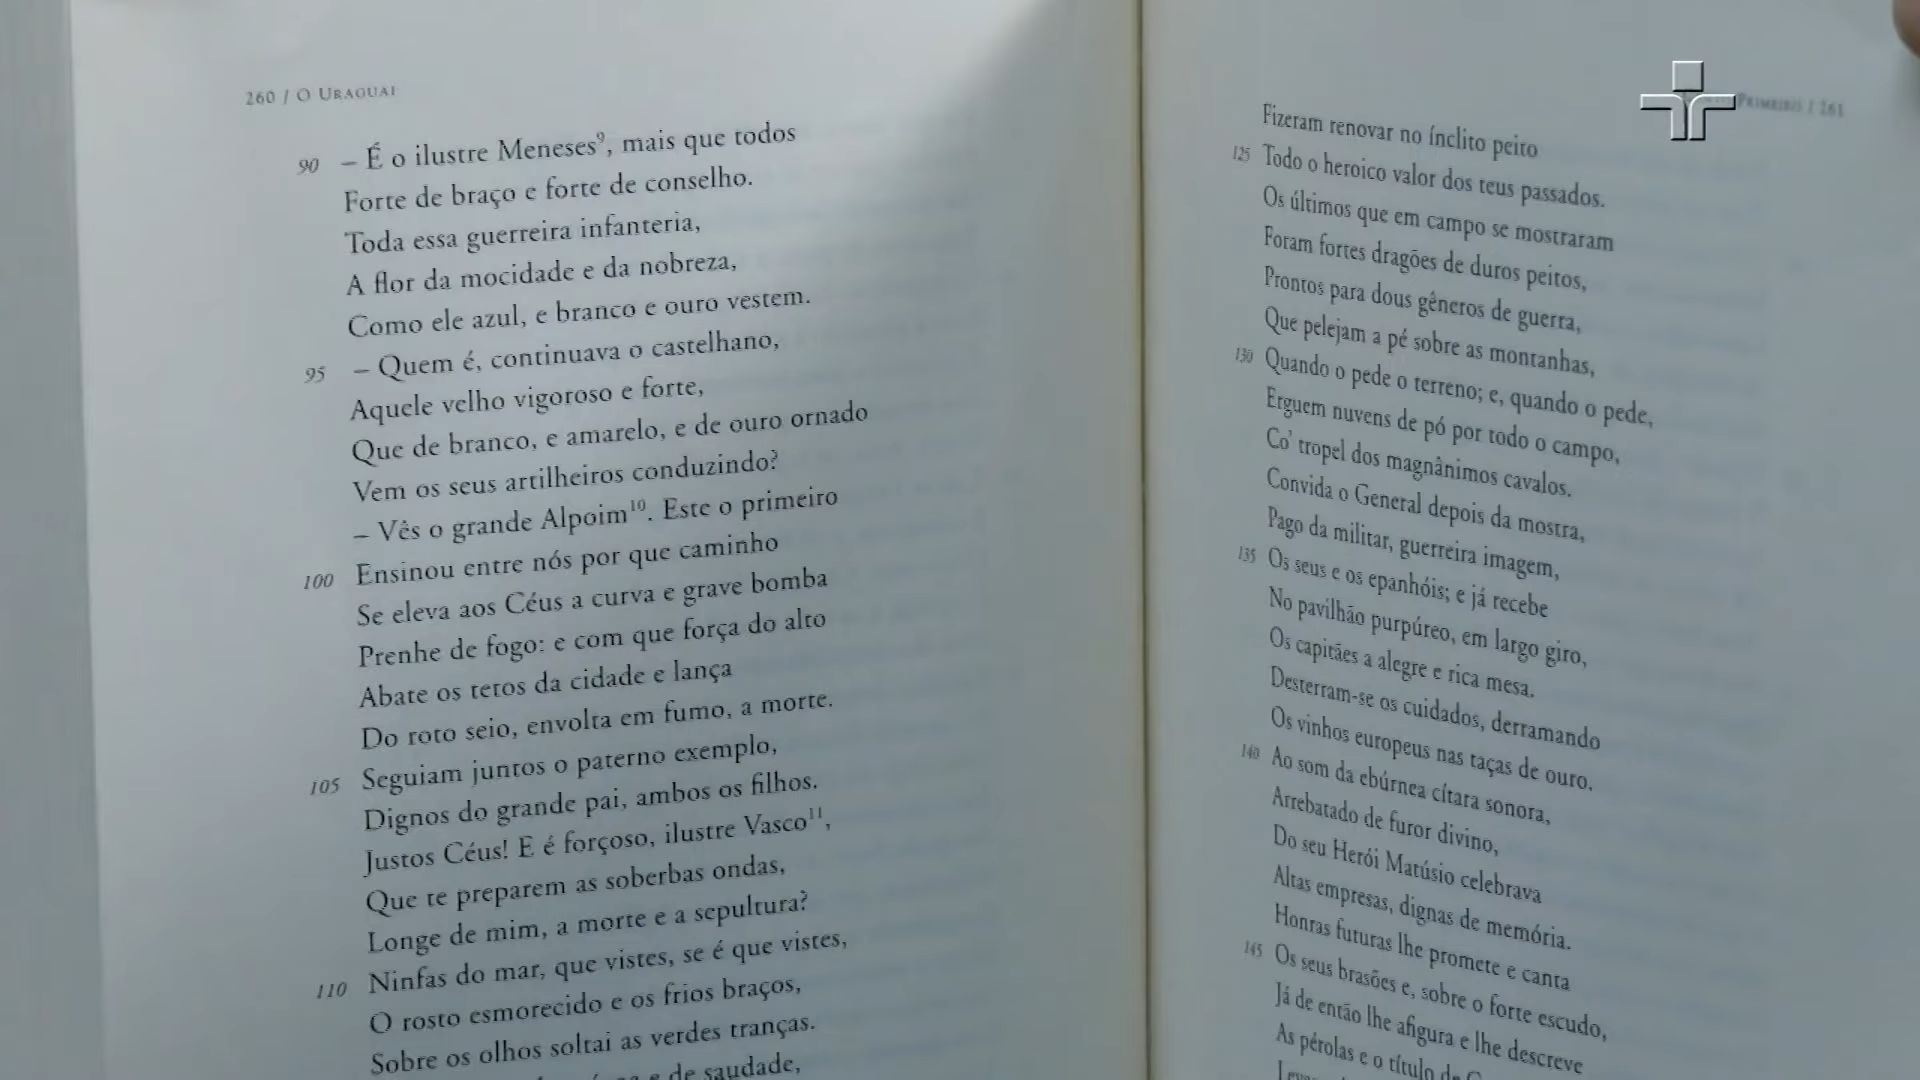 260 / O URAGUAI
90 – É o ilustre Meneses⁹, mais que todos
Forte de braço e forte de conselho.
Toda essa guerreira infanteria,
A flor da mocidade e da nobreza,
Como ele azul, e branco e ouro vestem.
95 – Quem é, continuava o castelhano,
Aquele velho vigoroso e forte,
Que de branco, e amarelo, e de ouro ornado
Vem os seus artilheiros conduzindo?
– Vês o grande Alpoim¹⁰. Este o primeiro
100 Ensinou entre nós por que caminho
Se eleva aos Céus a curva e grave bomba
Prenhe de fogo: e com que força do alto
Abate os tetos da cidade e lança
Do roto seio, envolta em fumo, a morte.
105 Seguiam juntos o paterno exemplo,
Dignos do grande pai, ambos os filhos.
Justos Céus! E é forçoso, ilustre Vasco¹¹,
Que te preparem as soberbas ondas,
Longe de mim, a morte e a sepultura?
110 Ninfas do mar, que vistes, se é que vistes,
O rosto esmorecido e os frios braços,
Sobre os olhos soltai as verdes tranças.
e de saudade,
PRIMEIRO / 261
Fizeram renovar no ínclito peito
125 Todo o heroico valor dos teus passados.
Os últimos que em campo se mostraram
Foram fortes dragões de duros peitos,
Prontos para dous gêneros de guerra,
Que pelejam a pé sobre as montanhas,
130 Quando o pede o terreno; e, quando o pede,
Erguem nuvens de pó por todo o campo,
Co' tropel dos magnânimos cavalos.
Convida o General depois da mostra,
Pago da militar, guerreira imagem,
135 Os seus e os epanhóis; e já recebe
No pavilhão purpúreo, em largo giro,
Os capitães a alegre e rica mesa.
Desterram-se os cuidados, derramando
Os vinhos europeus nas taças de ouro.
140 Ao som da ebúrnea cítara sonora,
Arrebatado de furor divino,
Do seu Herói Matúsio celebrava
Altas empresas, dignas de memória.
Honras futuras lhe promete e canta
145 Os seus brasões e, sobre o forte escudo,
Já de então lhe afigura e lhe descreve
As pérolas e o título de